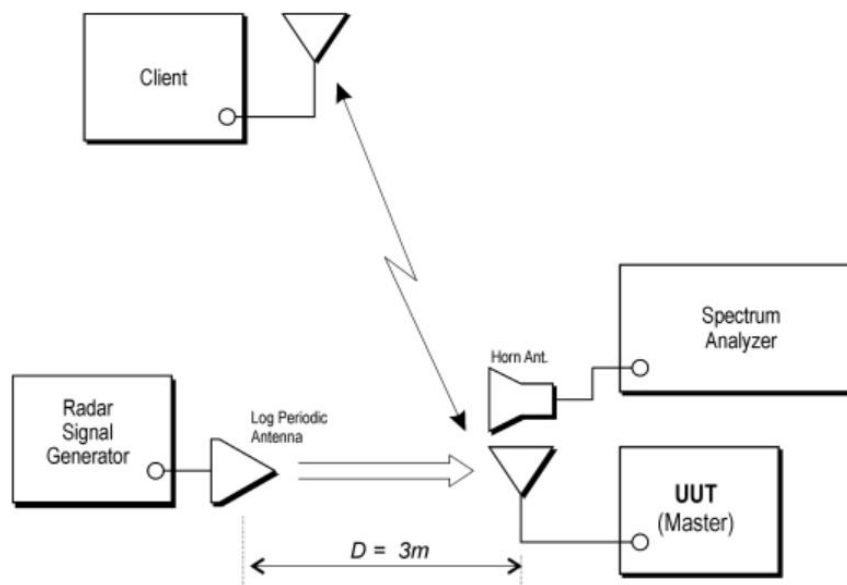 Client
Spectrum
Analyzer
Horn Ant.
Radar
Signal
Generator
Log Periodic
Antenna
UUT
(Master)
D = 3m